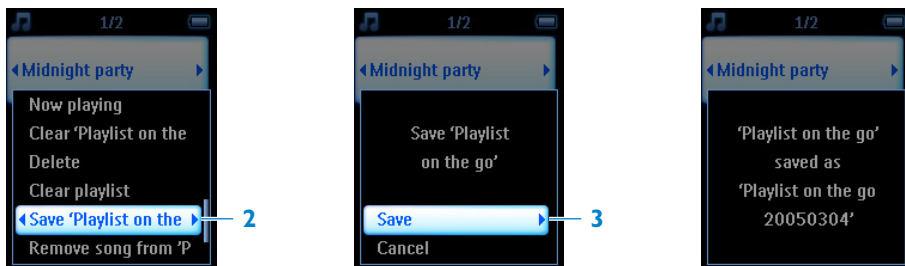 1/2
Midnight party
Now playing
Clear 'Playlist on the
Delete
Clear playlist
Save 'Playlist on the
Remove song from 'P
2
1/2
Midnight party
Save 'Playlist
on the go'
Save
Cancel
3
1/2
Midnight party
'Playlist on the go'
saved as
'Playlist on the go
20050304'